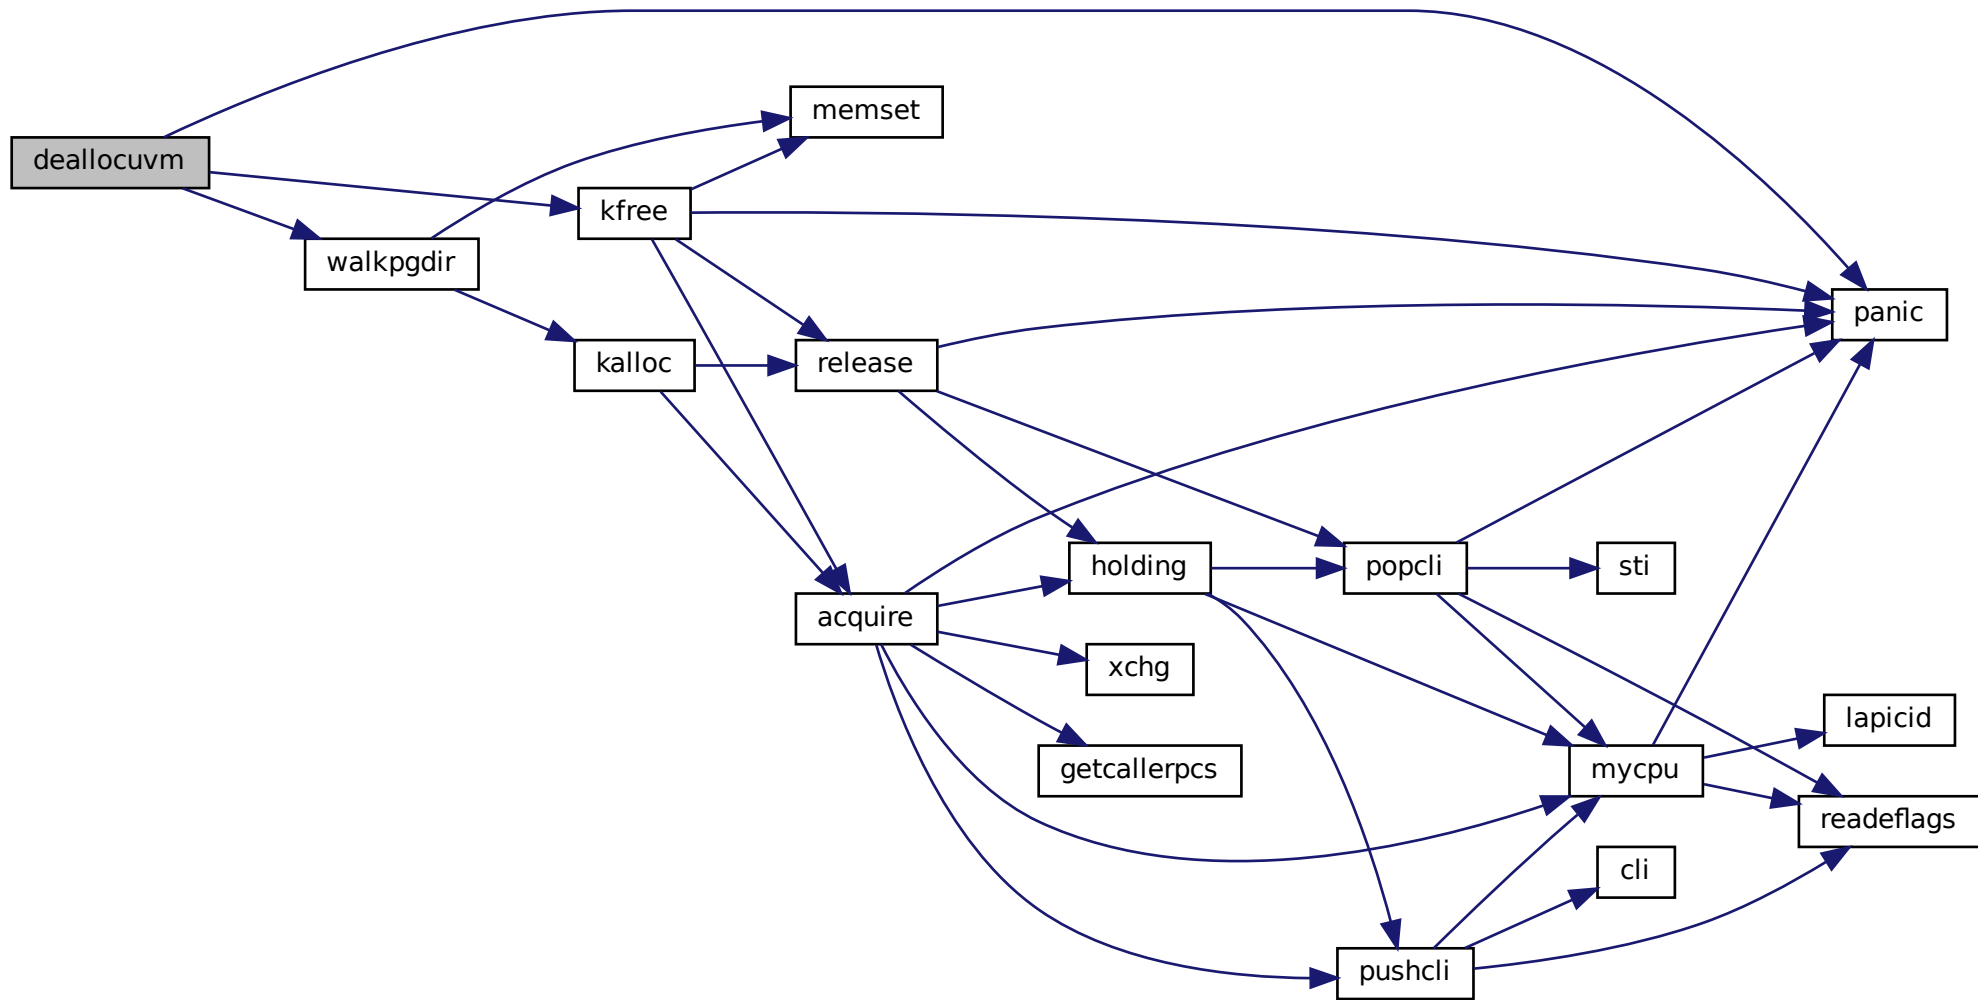 memset
deallocuvm
kfree
walkpgdir
panic
kalloc
release
holding
popcli
sti
acquire
xchg
lapicid
getcallerpcs
mycpu
readeflags
cli
pushcli